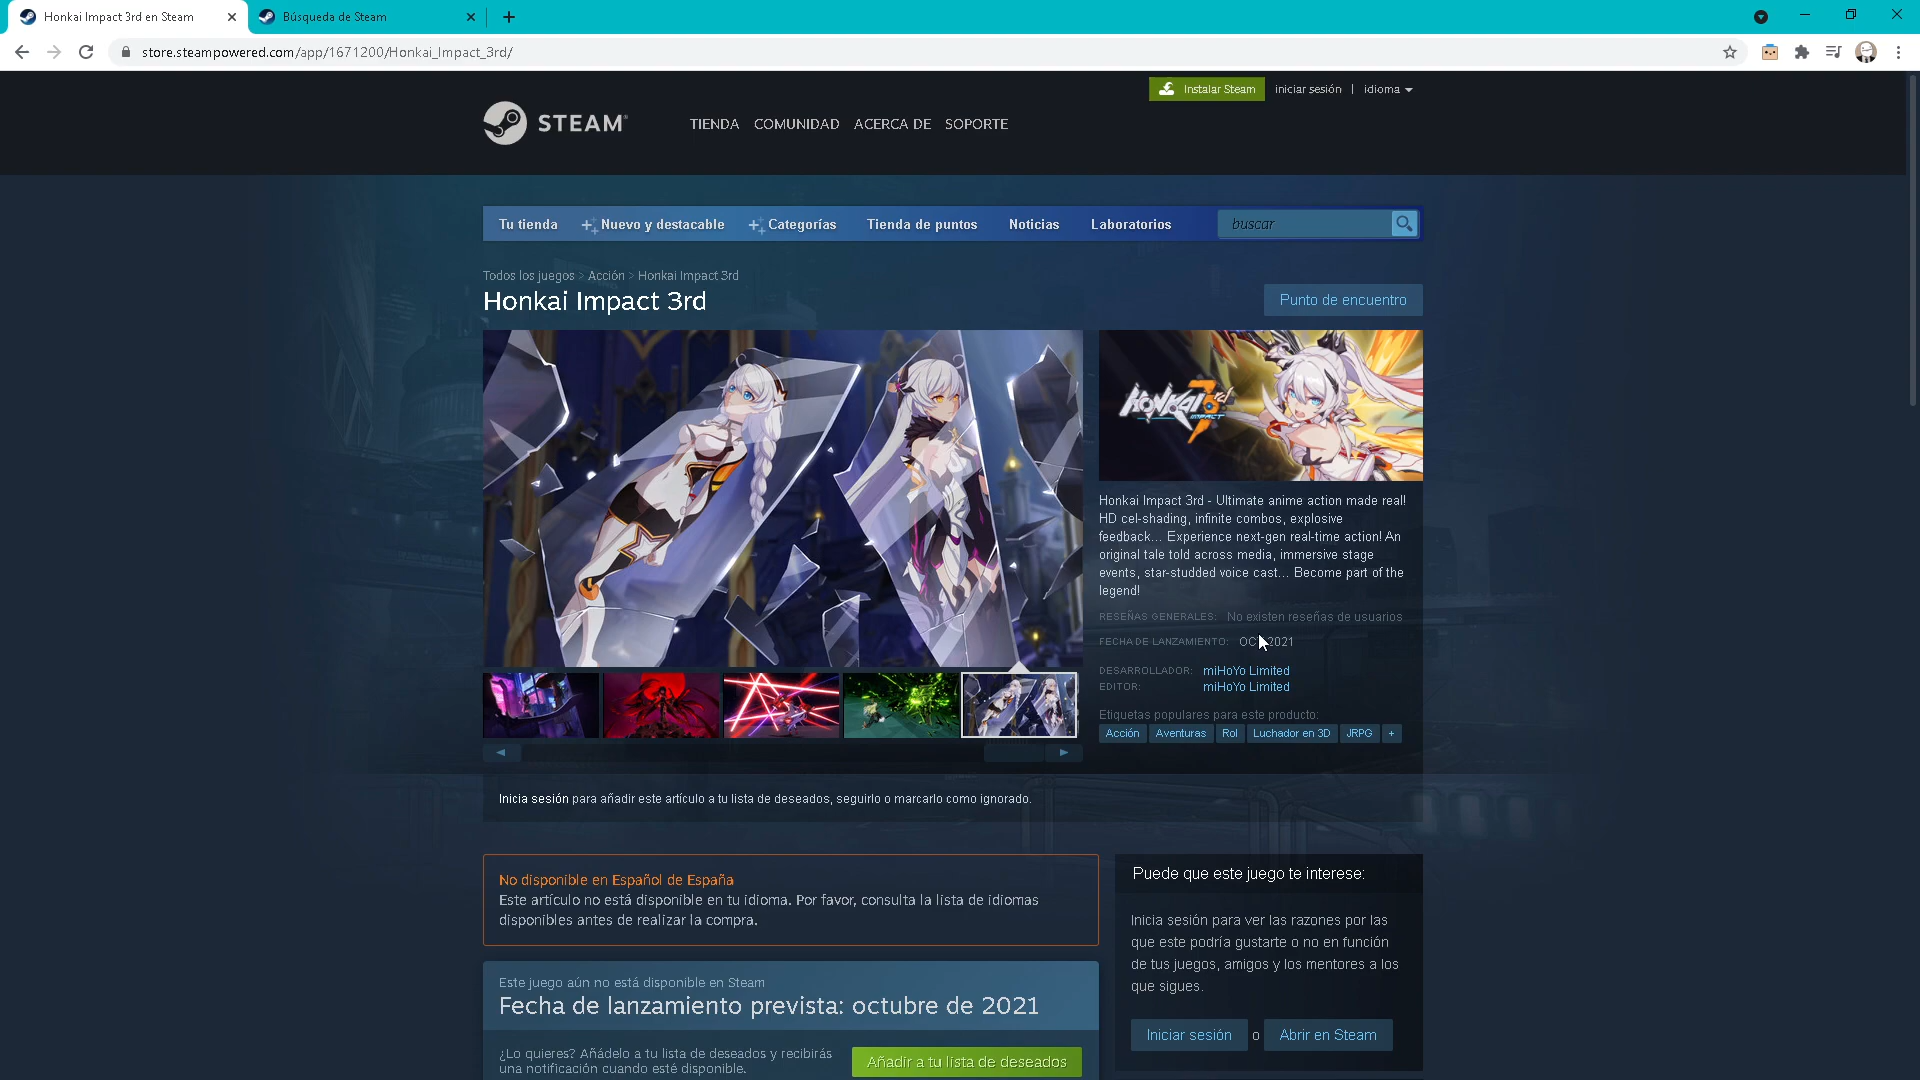 Honkai Impact 3rd en Steam
Búsqueda de Steam
store.steampowered.com/app/1671200/Honkai_Impact_3rd/
Instalar Steam
iniciar sesión | idioma
STEAM®
TIENDA COMUNIDAD ACERCA DE SOPORTE
Tu tienda
Nuevo y destacable
Categorías
Tienda de puntos
Noticias
Laboratorios
buscar
Todos los juegos > Acción > Honkai Impact 3rd
Honkai Impact 3rd
Punto de encuentro
HONKAI 3rd
IMPACT
Honkai Impact 3rd - Ultimate anime action made real!
HD cel-shading, infinite combos, explosive
feedback... Experience next-gen real-time action! An
original tale told across media, immersive stage
events, star-studded voice cast... Become part of the
legend!
RESEÑAS GENERALES: No existen reseñas de usuarios
FECHA DE LANZAMIENTO: 2021
DESARROLLADOR: miHoYo Limited
EDITOR: miHoYo Limited
Etiquetas populares para este producto:
Acción Aventuras Rol Luchador en 3D JRPG +
Inicia sesión para añadir este artículo a tu lista de deseados, seguirlo o marcarlo como ignorado.
No disponible en Español de España
Este artículo no está disponible en tu idioma. Por favor, consulta la lista de idiomas
disponibles antes de realizar la compra.
Este juego aún no está disponible en Steam
Fecha de lanzamiento prevista: octubre de 2021
¿Lo quieres? Añádelo a tu lista de deseados y recibirás
una notificación cuando esté disponible.
Añadir a tu lista de deseados
Puede que este juego te interese:
Inicia sesión para ver las razones por las
que este podría gustarte o no en función
de tus juegos, amigos y los mentores a los
que sigues.
Iniciar sesión o Abrir en Steam